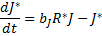 dJ*/dt = b_J R*J − J*